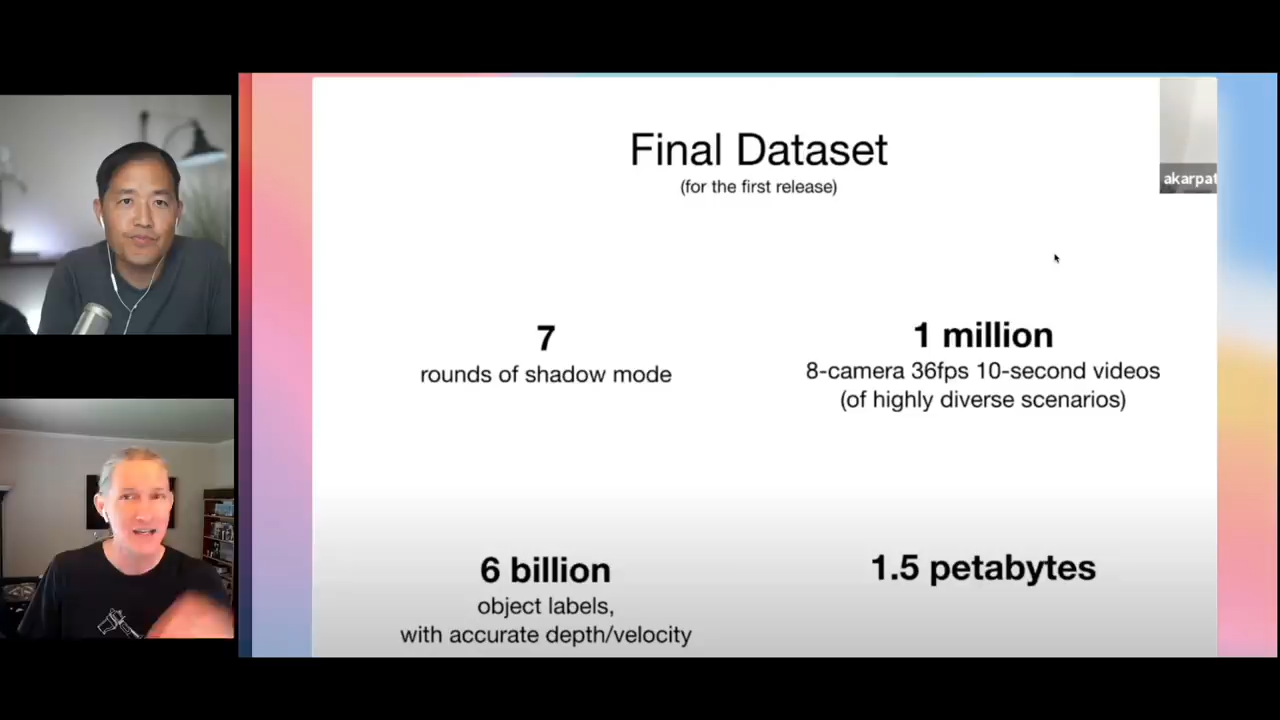 Final Dataset
(for the first release)
akarpat
7
rounds of shadow mode
1 million
8-camera 36fps 10-second videos
(of highly diverse scenarios)
6 billion
object labels,
with accurate depth/velocity
1.5 petabytes